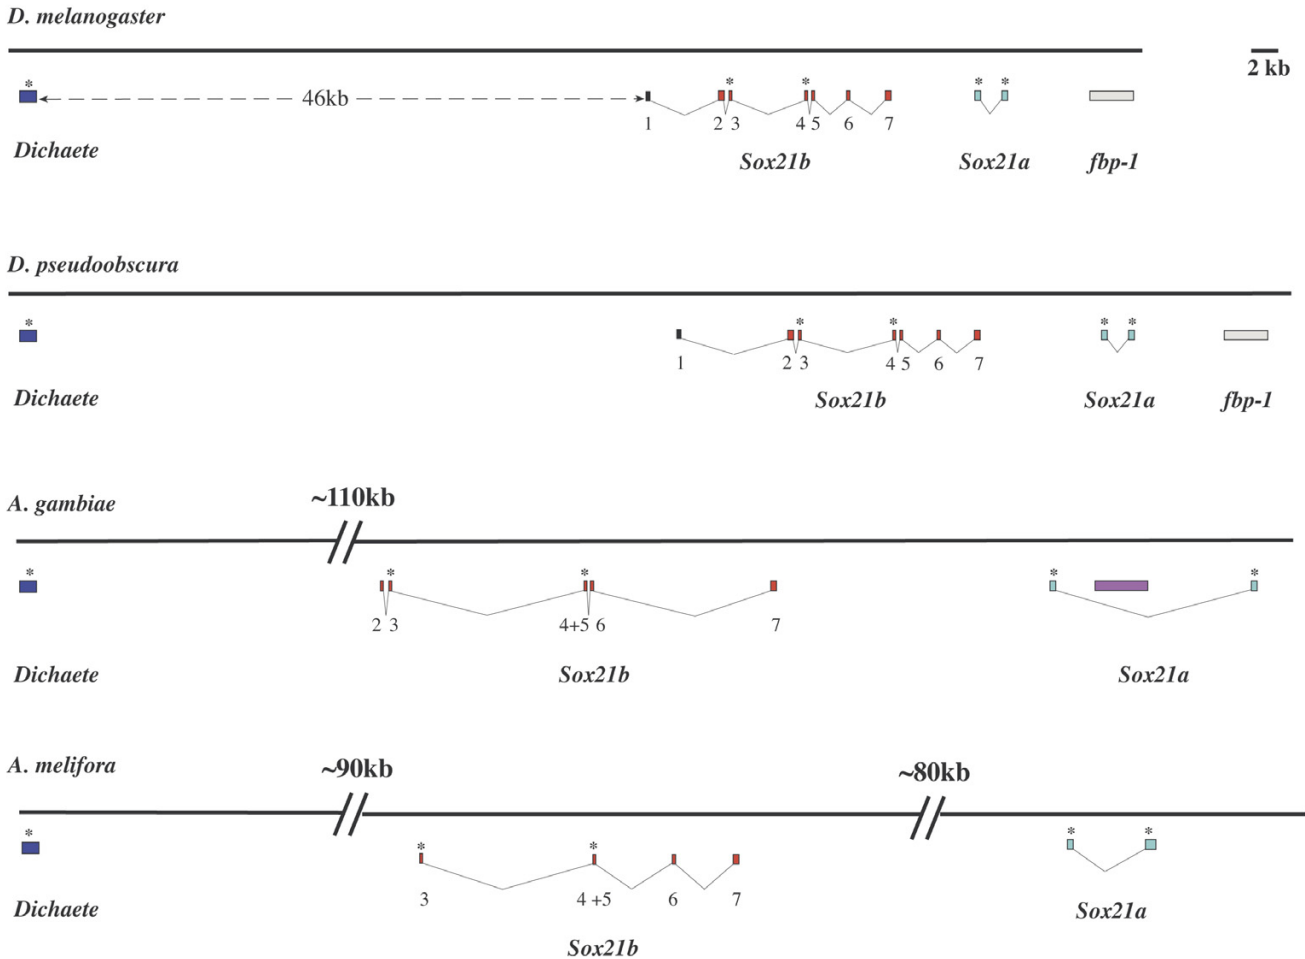 D. melanogaster
2 kb
* * * * *
46kb
1 2 3 4 5 6 7
Dichaete Sox21b Sox21a fbp-1
D. pseudoobscura
* * * * *
1 2 3 4 5 6 7
Dichaete Sox21b Sox21a fbp-1
A. gambiae
~110kb
* * * * *
2 3 4+5 6 7
Dichaete Sox21b Sox21a
A. melifora
~90kb ~80kb
* * * * *
3 4 +5 6 7
Dichaete Sox21a
Sox21b